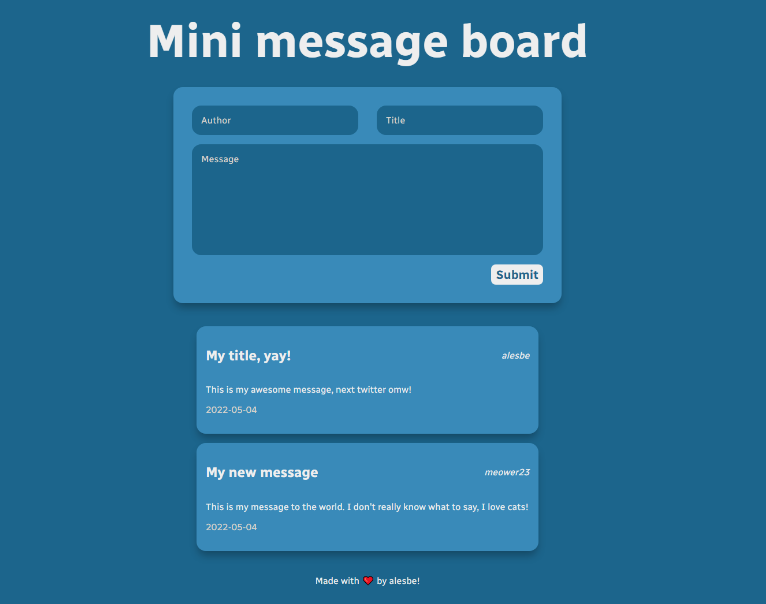 Mini message board
Author Title
Message
Submit
My title, yay! alesbe
This is my awesome message, next twitter omw!
2022-05-04
My new message meower23
This is my message to the world. I don't really know what to say, I love cats!
2022-05-04
Made with ❤️ by alesbe!